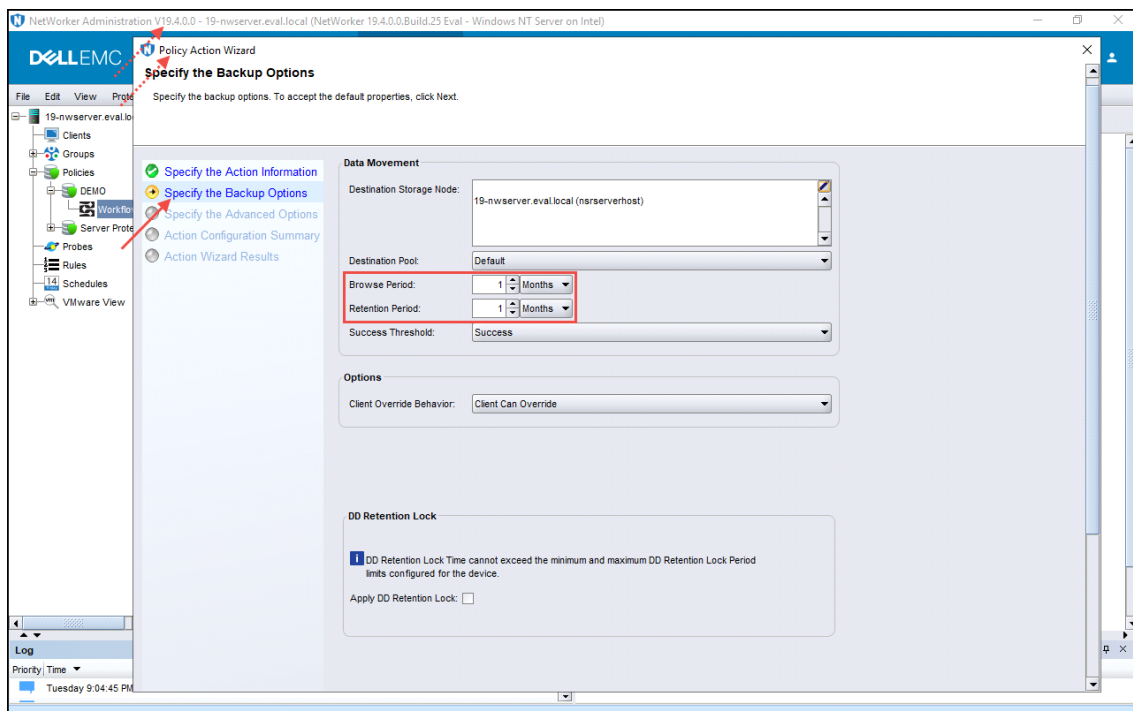 NetWorker Administration V19.4.0.0 - 19-nwserver.eval.local (NetWorker 19.4.0.0.Build.25 Eval - Windows NT Server on Intel)
DELLEMC
Policy Action Wizard
Specify the Backup Options
Specify the backup options. To accept the default properties, click Next.
File Edit View
19-nwserver.eval.lo
Clients
Groups
Policies
DEMO
Workflo
Server Prote
Probes
Rules
14 Schedules
vm VMware View
Specify the Action Information
Specify the Backup Options
Specify the Advanced Options
Action Configuration Summary
Action Wizard Results
Data Movement
Destination Storage Node:
19-nwserver.eval.local (nsrserverhost)
Destination Pool: Default
Browse Period: 1 Months
Retention Period: 1 Months
Success Threshold: Success
Options
Client Override Behavior: Client Can Override
DD Retention Lock
i DD Retention Lock Time cannot exceed the minimum and maximum DD Retention Lock Period
limits configured for the device.
Apply DD Retention Lock:
Log
Priority Time
Tuesday 9:04:45 PM